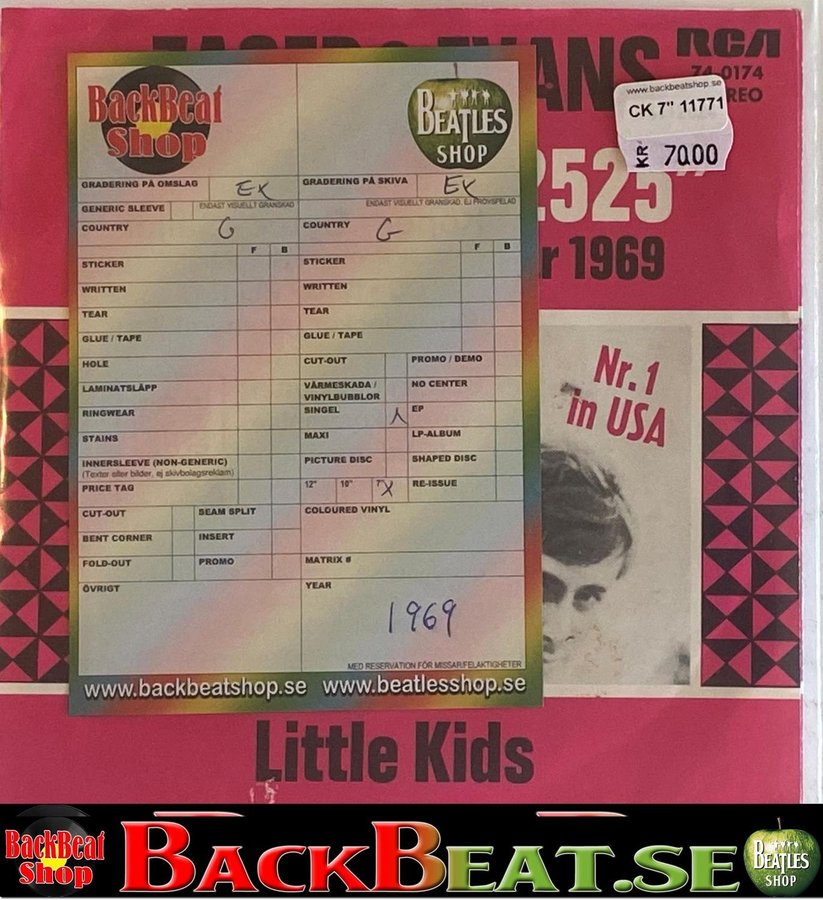 RCA
74-0174
www.backbeatshop.se
CK 7" 11771
KR 7000
2525"
1969
Nr. 1
in USA
Little Kids
BackBeat
Shop
BEATLES
SHOP
GRADERING PÅ OMSLAG EX
GRADERING PÅ SKIVA EX
GENERIC SLEEVE ENDAST VISUELLT GRANSKAD
ENDAST VISUELLT GRANSKAD, EJ PROVSPELAD
COUNTRY G
COUNTRY G
F B
F B
STICKER
STICKER
WRITTEN
WRITTEN
TEAR
TEAR
GLUE / TAPE
GLUE / TAPE
HOLE
CUT-OUT
PROMO / DEMO
LAMINATSLÄPP
VÄRMESKADA /
VINYLBUBBLOR
NO CENTER
RINGWEAR
SINGEL
EP
STAINS
MAXI
LP-ALBUM
INNERSLEEVE (NON-GENERIC)
(Texter eller bilder, ej skivbolagsreklam)
PICTURE DISC
SHAPED DISC
PRICE TAG
12"
10"
7"
X
RE-ISSUE
CUT-OUT
SEAM SPLIT
COLOURED VINYL
BENT CORNER
INSERT
FOLD-OUT
PROMO
MATRIX #
ÖVRIGT
YEAR
1969
MED RESERVATION FÖR MISSAR/FELAKTIGHETER
www.backbeatshop.se www.beatlesshop.se
BackBeat
Shop
BACKBEAT.SE
BEATLES
SHOP